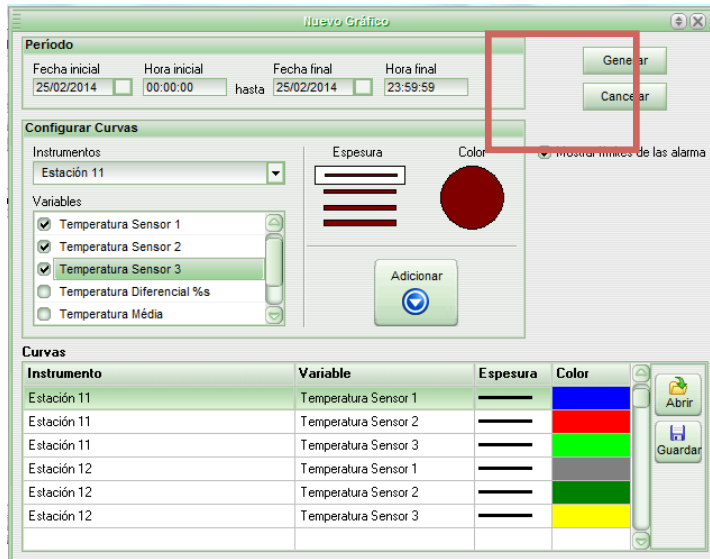 Nuevo Gráfico
Período
Fecha inicial Hora inicial Fecha final Hora final
25/02/2014 00:00:00 hasta 25/02/2014 23:59:59
Generar
Cancelar
Configurar Curvas
Instrumentos
Estación 11
Variables
Temperatura Sensor 1
Temperatura Sensor 2
Temperatura Sensor 3
Temperatura Diferencial %s
Temperatura Média
Espesura Color
Adicionar
Mostrar límites de las alarma
Curvas
Instrumento Variable Espesura Color
Estación 11 Temperatura Sensor 1
Estación 11 Temperatura Sensor 2
Estación 11 Temperatura Sensor 3
Estación 12 Temperatura Sensor 1
Estación 12 Temperatura Sensor 2
Estación 12 Temperatura Sensor 3
Abrir
Guardar